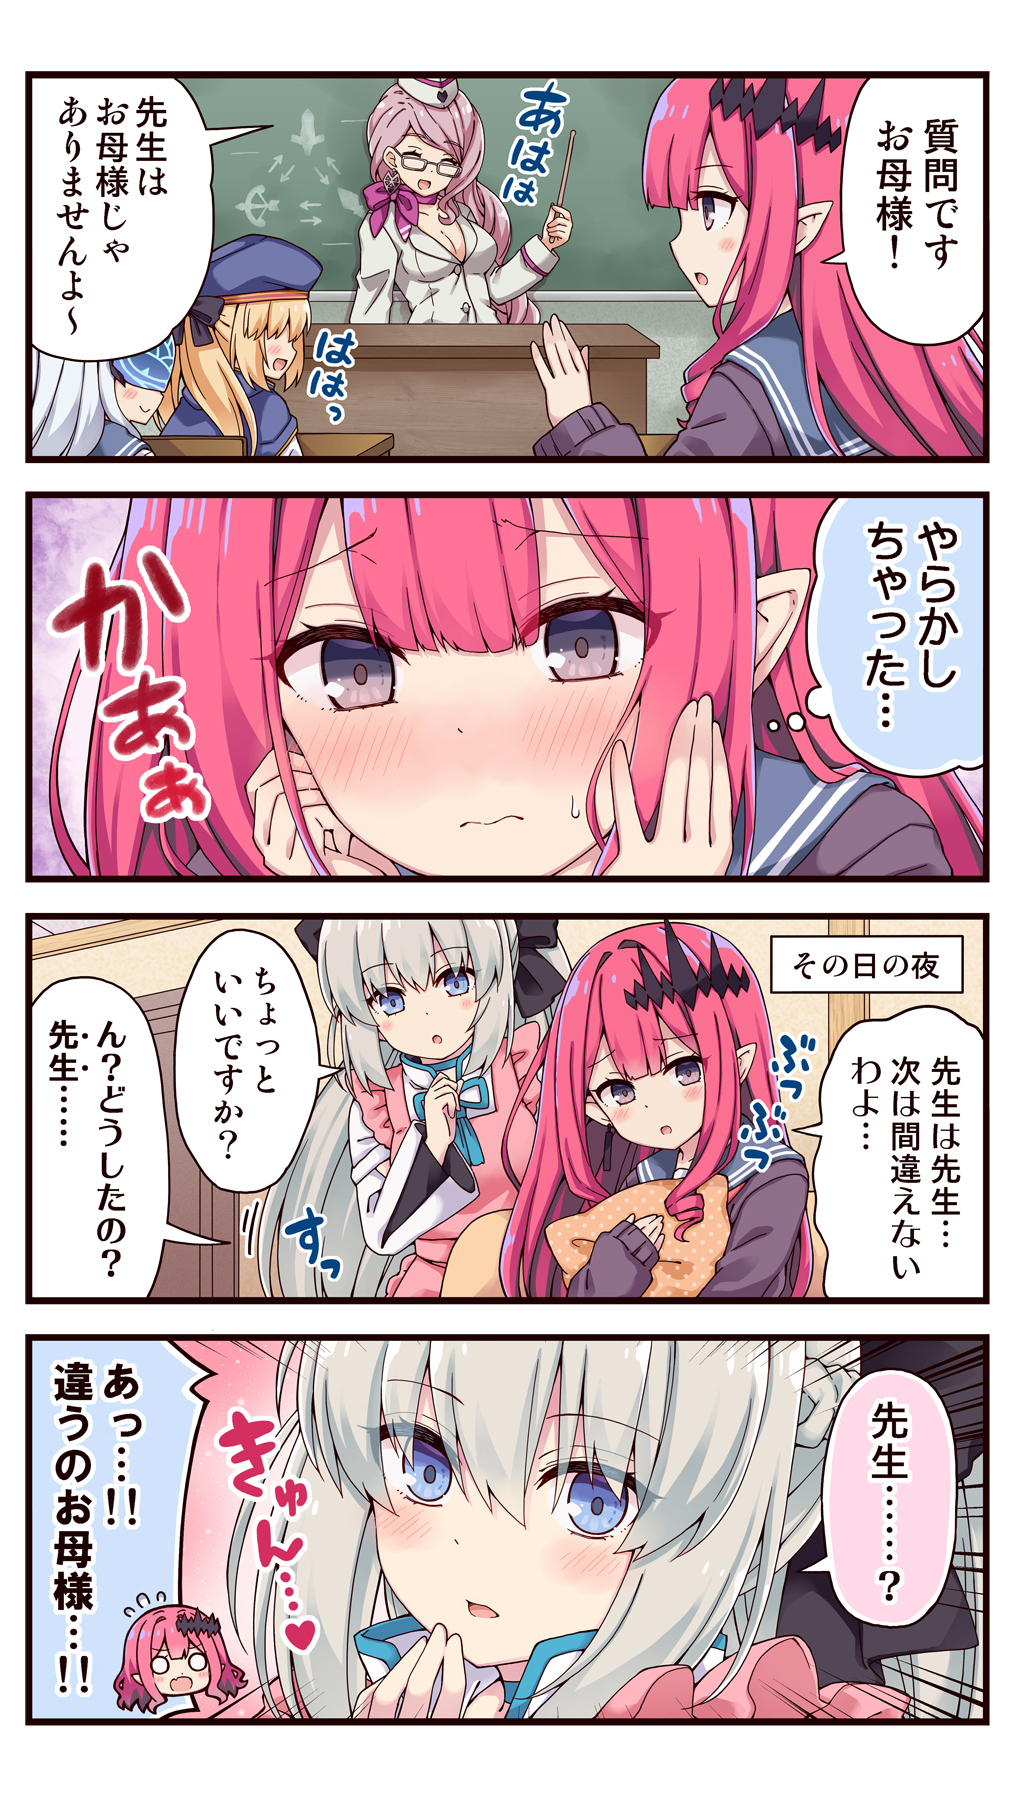 質問です
お母様！
あはは
先生は
お母様じゃ
ありませんよ～
ははっ
やらかし
ちゃった…
かあぁ
その日の夜
先生は先生…
次は間違えない
わよ…
ぶつ
ぶつ
ちょっと
いいですか？
すっ
ん？どうしたの？
先生……
先生……？
きゅん…♥
あっ…!!
違うのお母様…!!